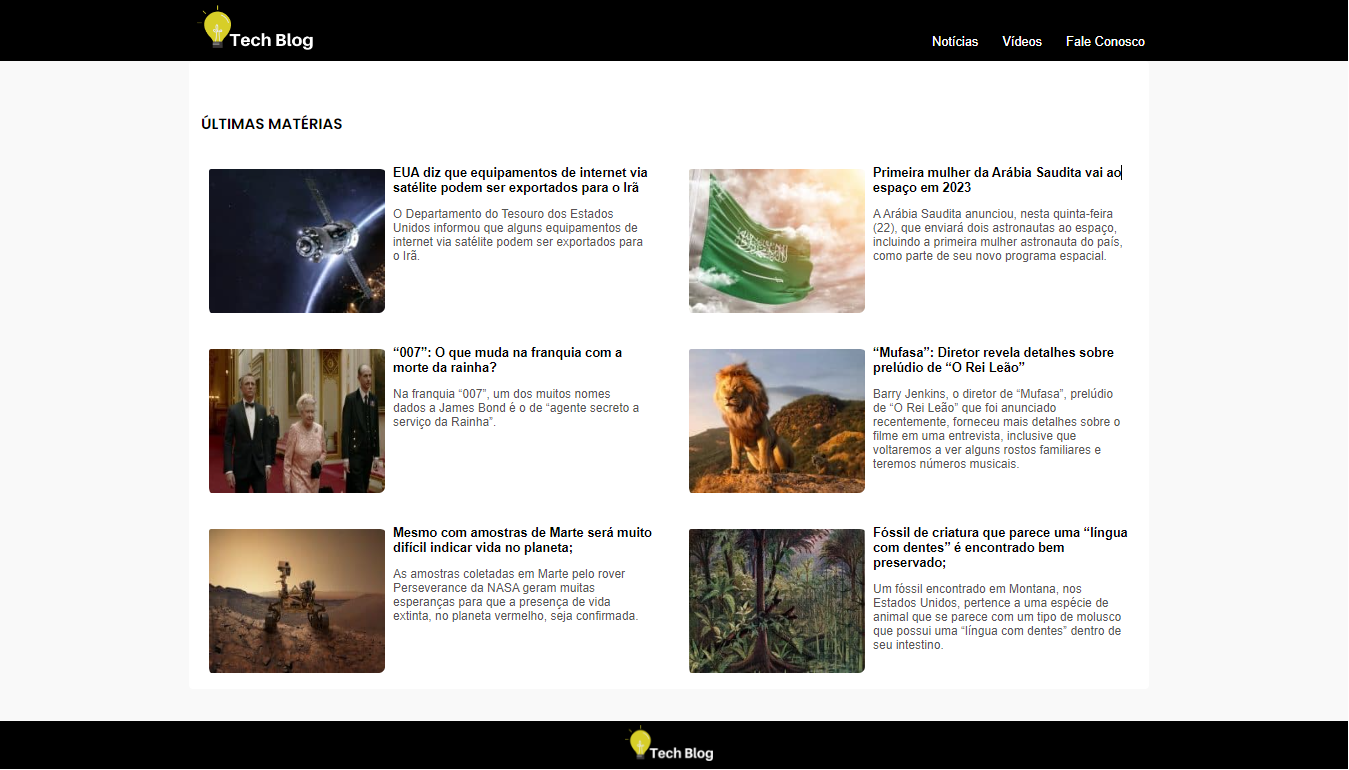 Tech Blog
Notícias Vídeos Fale Conosco
ÚLTIMAS MATÉRIAS
EUA diz que equipamentos de internet via
satélite podem ser exportados para o Irã
O Departamento do Tesouro dos Estados
Unidos informou que alguns equipamentos de
internet via satélite podem ser exportados para
o Irã.
Primeira mulher da Arábia Saudita vai ao
espaço em 2023
A Arábia Saudita anunciou, nesta quinta-feira
(22), que enviará dois astronautas ao espaço,
incluindo a primeira mulher astronauta do país,
como parte de seu novo programa espacial.
“007”: O que muda na franquia com a
morte da rainha?
Na franquia “007”, um dos muitos nomes
dados a James Bond é o de “agente secreto a
serviço da Rainha”.
“Mufasa”: Diretor revela detalhes sobre
prelúdio de “O Rei Leão”
Barry Jenkins, o diretor de “Mufasa”, prelúdio
de “O Rei Leão” que foi anunciado
recentemente, forneceu mais detalhes sobre o
filme em uma entrevista, inclusive que
voltaremos a ver alguns rostos familiares e
teremos números musicais.
Mesmo com amostras de Marte será muito
difícil indicar vida no planeta;
As amostras coletadas em Marte pelo rover
Perseverance da NASA geram muitas
esperanças para que a presença de vida
extinta, no planeta vermelho, seja confirmada.
Fóssil de criatura que parece uma “língua
com dentes” é encontrado bem
preservado;
Um fóssil encontrado em Montana, nos
Estados Unidos, pertence a uma espécie de
animal que se parece com um tipo de molusco
que possui uma “língua com dentes” dentro de
seu intestino.
Tech Blog